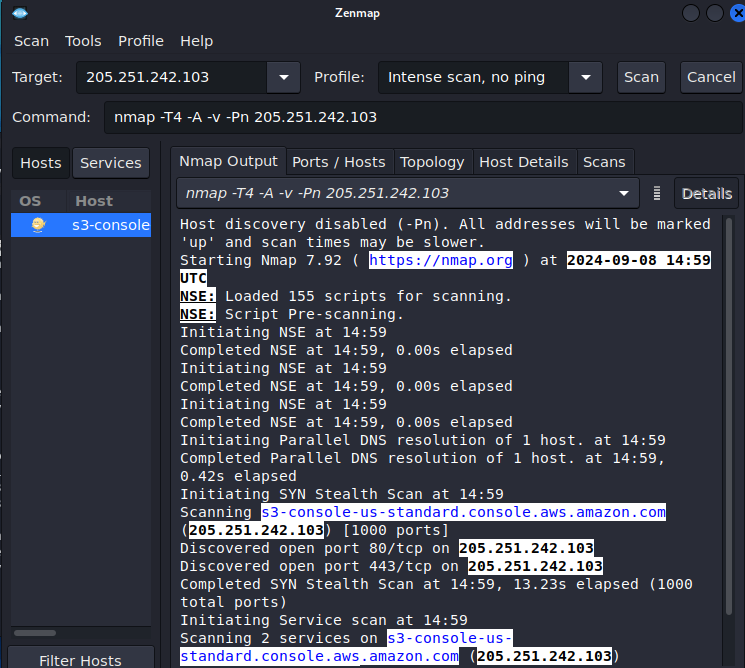 Zenmap
Scan Tools Profile Help
Target: 205.251.242.103 Profile: Intense scan, no ping Scan Cancel
Command: nmap -T4 -A -v -Pn 205.251.242.103
Hosts Services
OS Host
s3-console
Filter Hosts
Nmap Output Ports / Hosts Topology Host Details Scans
nmap -T4 -A -v -Pn 205.251.242.103 Details
Host discovery disabled (-Pn). All addresses will be marked
'up' and scan times may be slower.
Starting Nmap 7.92 ( https://nmap.org ) at 2024-09-08 14:59
UTC
NSE: Loaded 155 scripts for scanning.
NSE: Script Pre-scanning.
Initiating NSE at 14:59
Completed NSE at 14:59, 0.00s elapsed
Initiating NSE at 14:59
Completed NSE at 14:59, 0.00s elapsed
Initiating NSE at 14:59
Completed NSE at 14:59, 0.00s elapsed
Initiating Parallel DNS resolution of 1 host. at 14:59
Completed Parallel DNS resolution of 1 host. at 14:59,
0.42s elapsed
Initiating SYN Stealth Scan at 14:59
Scanning s3-console-us-standard.console.aws.amazon.com
(205.251.242.103) [1000 ports]
Discovered open port 80/tcp on 205.251.242.103
Discovered open port 443/tcp on 205.251.242.103
Completed SYN Stealth Scan at 14:59, 13.23s elapsed (1000
total ports)
Initiating Service scan at 14:59
Scanning 2 services on s3-console-us-
standard.console.aws.amazon.com (205.251.242.103)